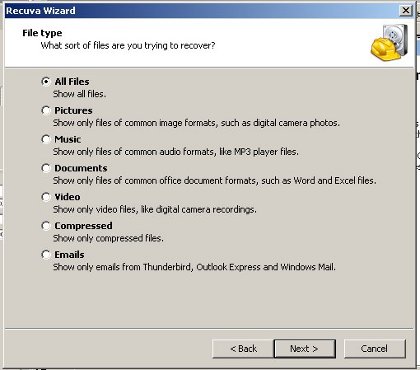 Recuva Wizard
File type
What sort of files are you trying to recover?
All Files
Show all files.
Pictures
Show only files of common image formats, such as digital camera photos.
Music
Show only files of common audio formats, like MP3 player files.
Documents
Show only files of common office document formats, such as Word and Excel files.
Video
Show only video files, like digital camera recordings.
Compressed
Show only compressed files.
Emails
Show only emails from Thunderbird, Outlook Express and Windows Mail.
< Back
Next >
Cancel